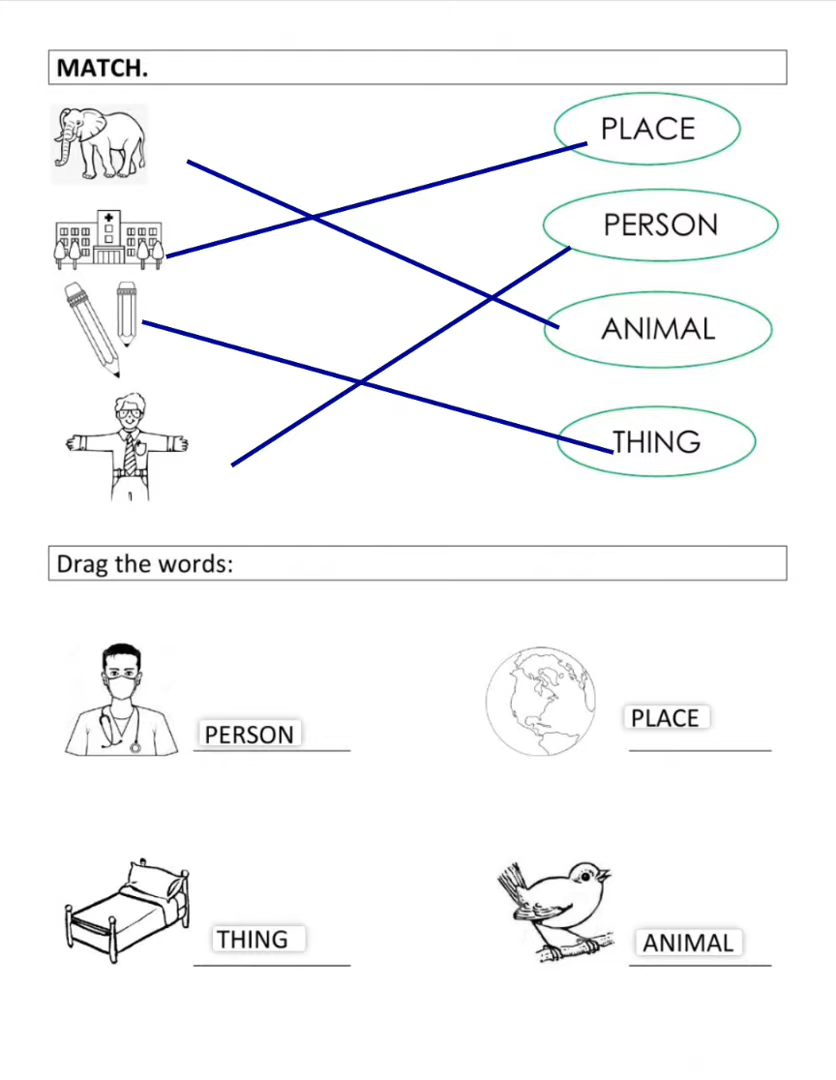 MATCH.
PLACE
PERSON
ANIMAL
THING
Drag the words:
PERSON
PLACE
THING
ANIMAL